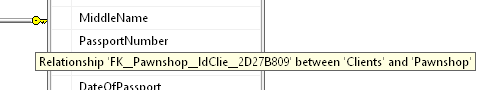 MiddleName
PassportNumber
Relationship 'FK__Pawnshop__IdClie__2D27B809' between 'Clients' and 'Pawnshop'
DateOfPassport